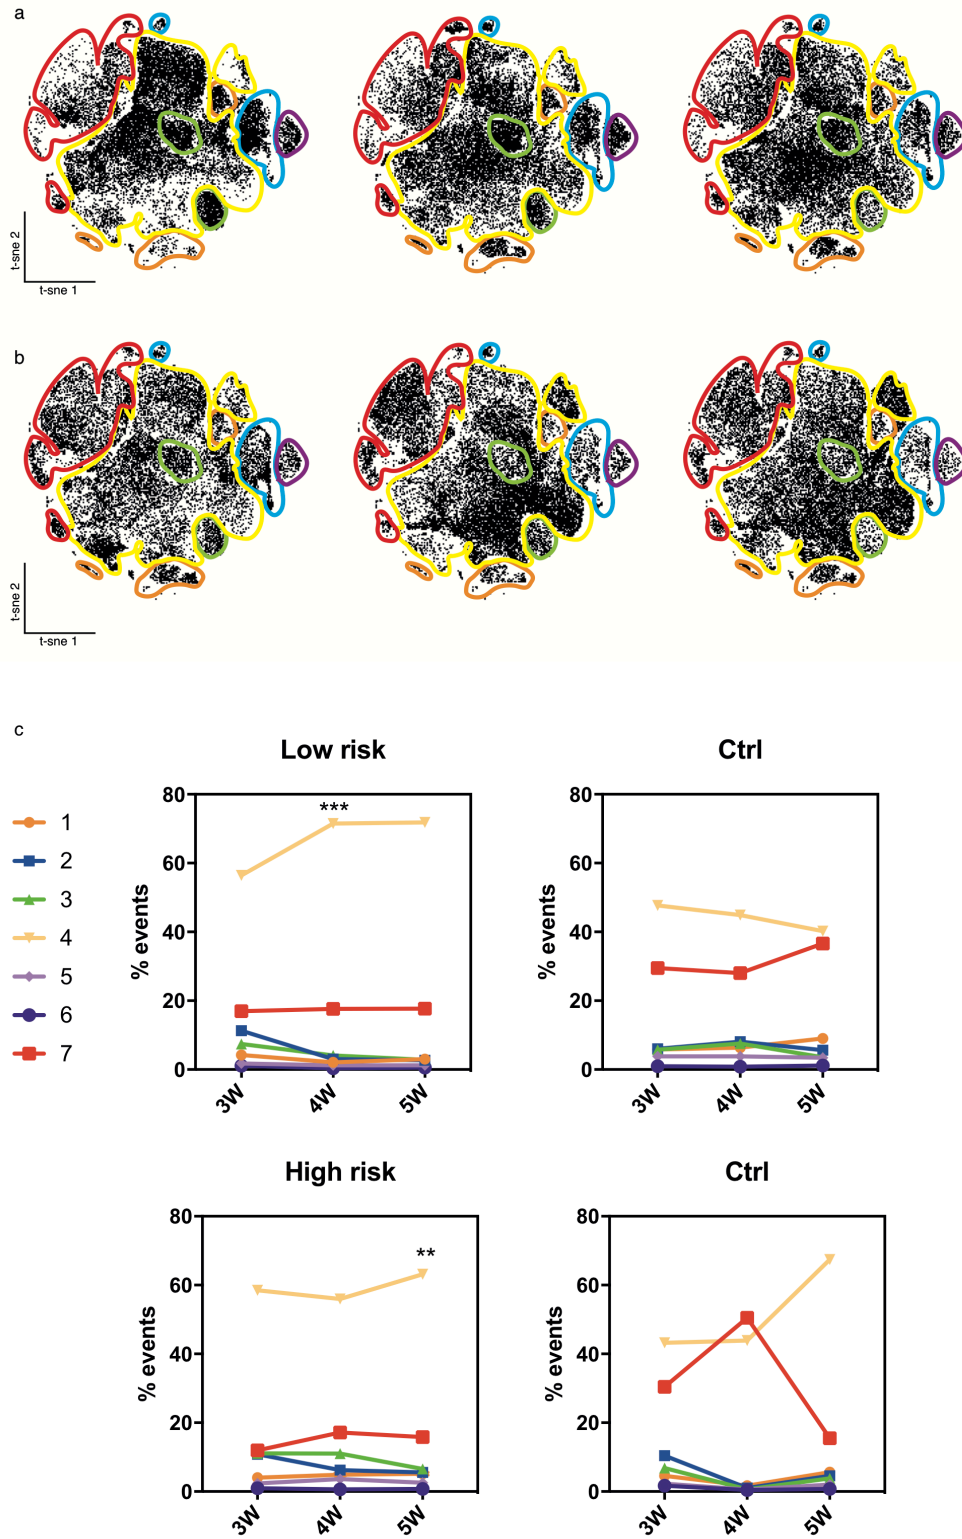 a
t-sne 2
t-sne 1
b
t-sne 2
t-sne 1
c
Low risk
Ctrl
1
2
3
4
5
6
7
% events
80
60
40
20
0
***
3W
4W
5W
% events
80
60
40
20
0
3W
4W
5W
High risk
Ctrl
% events
80
60
40
20
0
**
3W
4W
5W
% events
80
60
40
20
0
3W
4W
5W